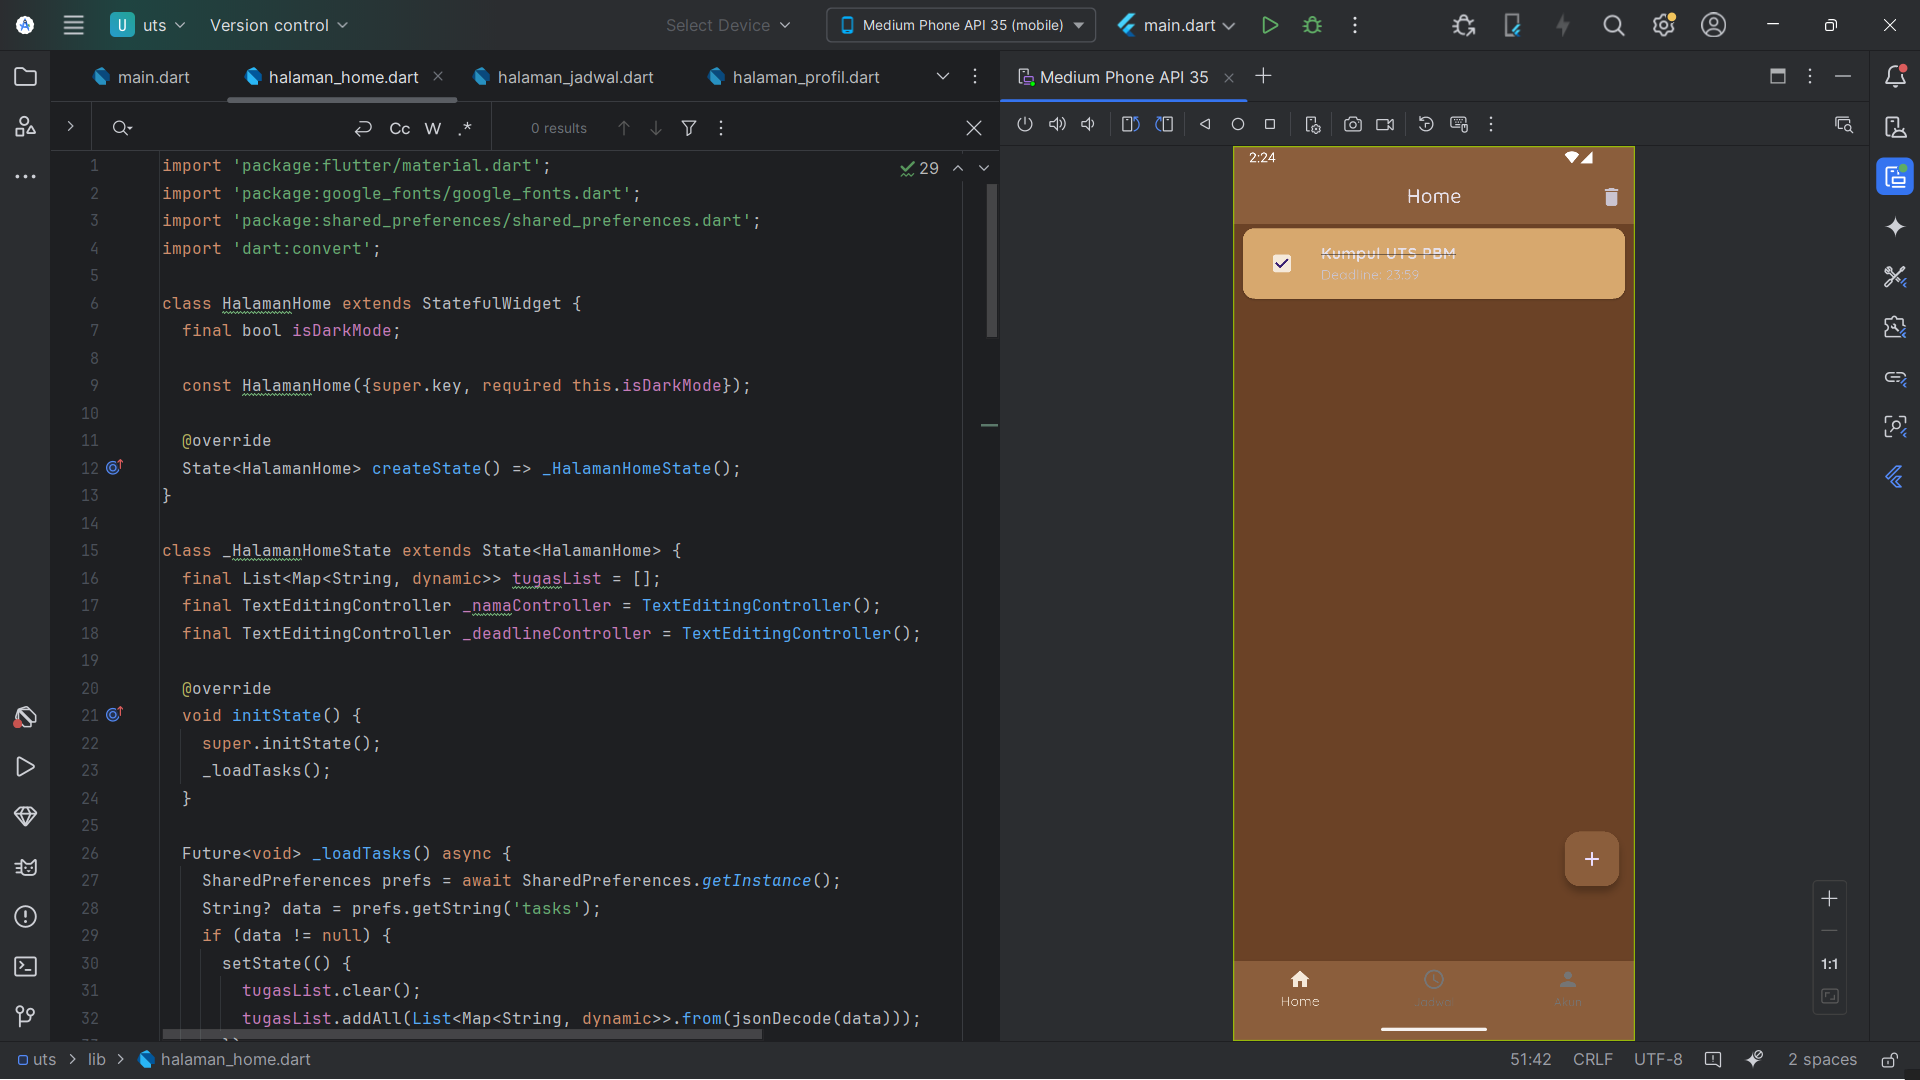 U uts Version control Select Device Medium Phone API 35 (mobile) main.dart
main.dart halaman_home.dart halaman_jadwal.dart halaman_profil.dart
Medium Phone API 35
Cc W .* 0 results
29
1 import 'package:flutter/material.dart';
2 import 'package:google_fonts/google_fonts.dart';
3 import 'package:shared_preferences/shared_preferences.dart';
4 import 'dart:convert';
5
6 class HalamanHome extends StatefulWidget {
7 final bool isDarkMode;
8
9 const HalamanHome({super.key, required this.isDarkMode});
10
11 @override
12 State<HalamanHome> createState() => _HalamanHomeState();
13 }
14
15 class _HalamanHomeState extends State<HalamanHome> {
16 final List<Map<String, dynamic>> tugasList = [];
17 final TextEditingController _namaController = TextEditingController();
18 final TextEditingController _deadlineController = TextEditingController();
19
20 @override
21 void initState() {
22 super.initState();
23 _loadTasks();
24 }
25
26 Future<void> _loadTasks() async {
27 SharedPreferences prefs = await SharedPreferences.getInstance();
28 String? data = prefs.getString('tasks');
29 if (data != null) {
30 setState(() {
31 tugasList.clear();
32 tugasList.addAll(List<Map<String, dynamic>>.from(jsonDecode(data)));
2:24
Home
Kumpul UTS PBM
Deadline: 23:59
Home Jadwal Akun
1:1
uts > lib > halaman_home.dart
51:42 CRLF UTF-8 2 spaces